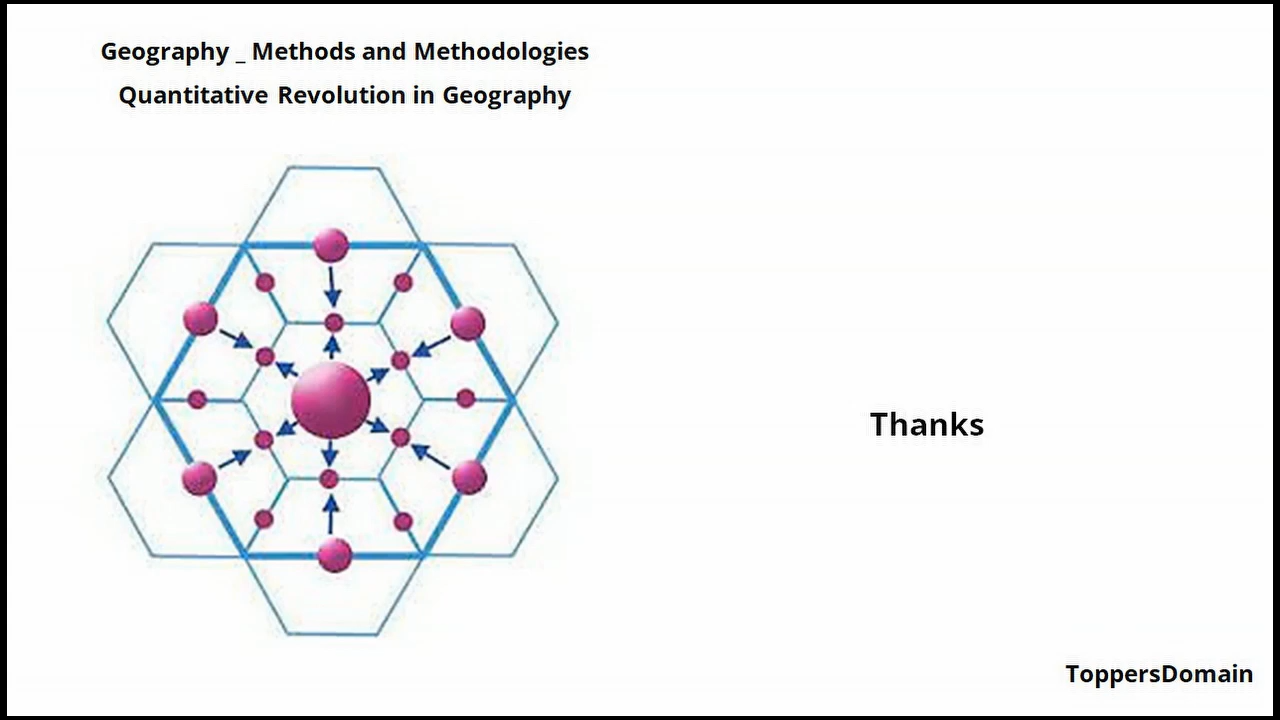 Geography _ Methods and Methodologies
Quantitative Revolution in Geography
Thanks
ToppersDomain